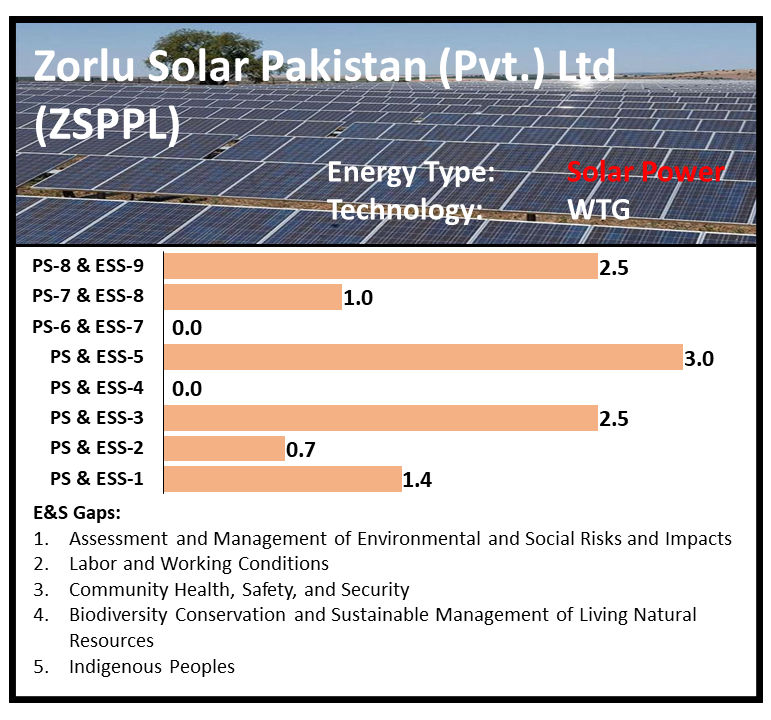 Zorlu Solar Pakistan (Pvt.) Ltd
(ZSPPL)
Energy Type: Solar Power
Technology: WTG
PS-8 & ESS-9 2.5
PS-7 & ESS-8 1.0
PS-6 & ESS-7 0.0
PS & ESS-5 3.0
PS & ESS-4 0.0
PS & ESS-3 2.5
PS & ESS-2 0.7
PS & ESS-1 1.4
E&S Gaps:
1. Assessment and Management of Environmental and Social Risks and Impacts
2. Labor and Working Conditions
3. Community Health, Safety, and Security
4. Biodiversity Conservation and Sustainable Management of Living Natural
Resources
5. Indigenous Peoples